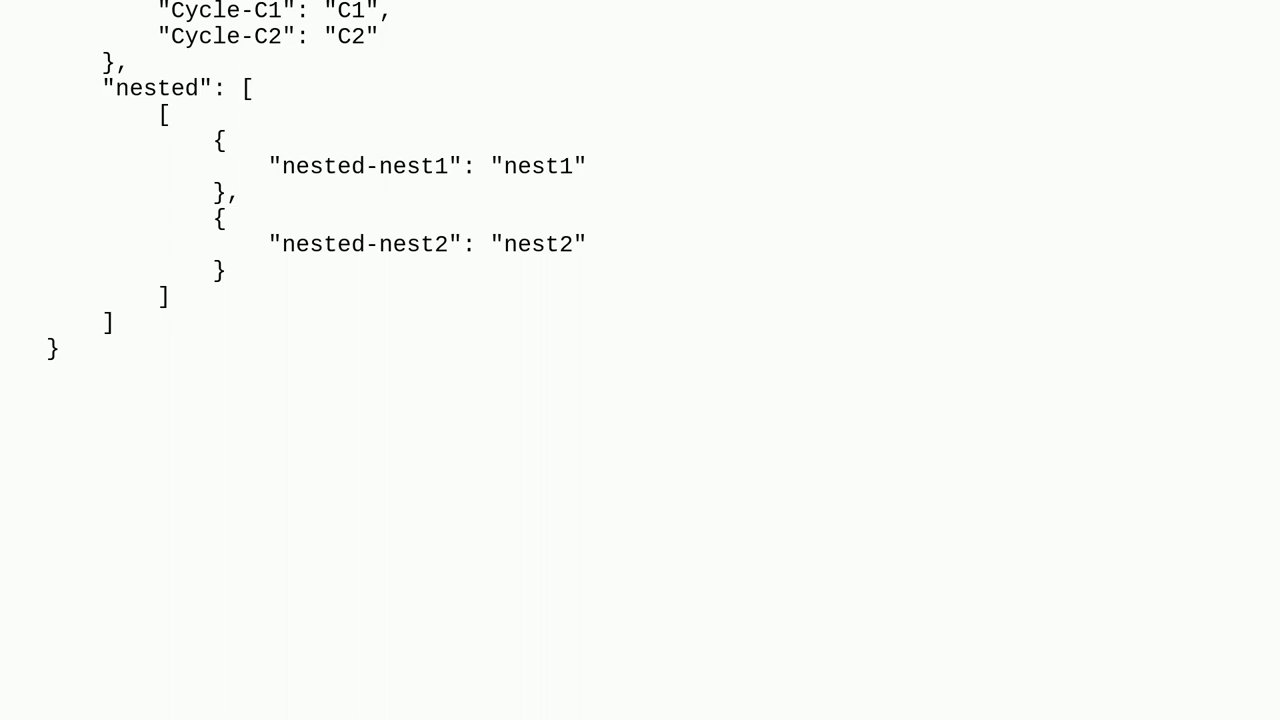 "Cycle-C1": "C1",
        "Cycle-C2": "C2"
    },
    "nested": [
        [
            {
                "nested-nest1": "nest1"
            },
            {
                "nested-nest2": "nest2"
            }
        ]
    ]
}